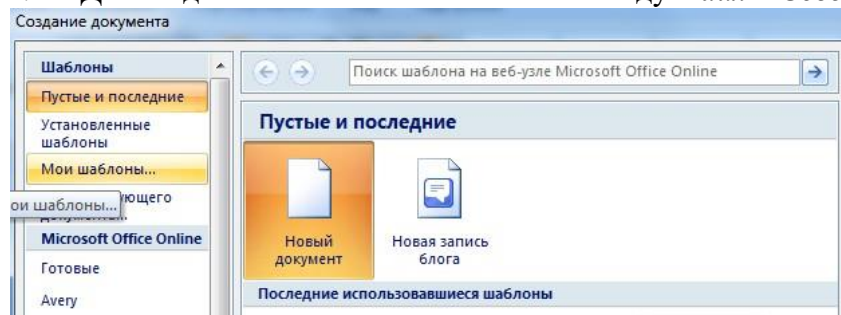 Создание документа
Шаблоны
Пустые и последние
Установленные
шаблоны
Мои шаблоны...
ои шаблоны...
ющего
Microsoft Office Online
Готовые
Avery
Поиск шаблона на веб-узле Microsoft Office Online
Пустые и последние
Новый
документ
Новая запись
блога
Последние использовавшиеся шаблоны